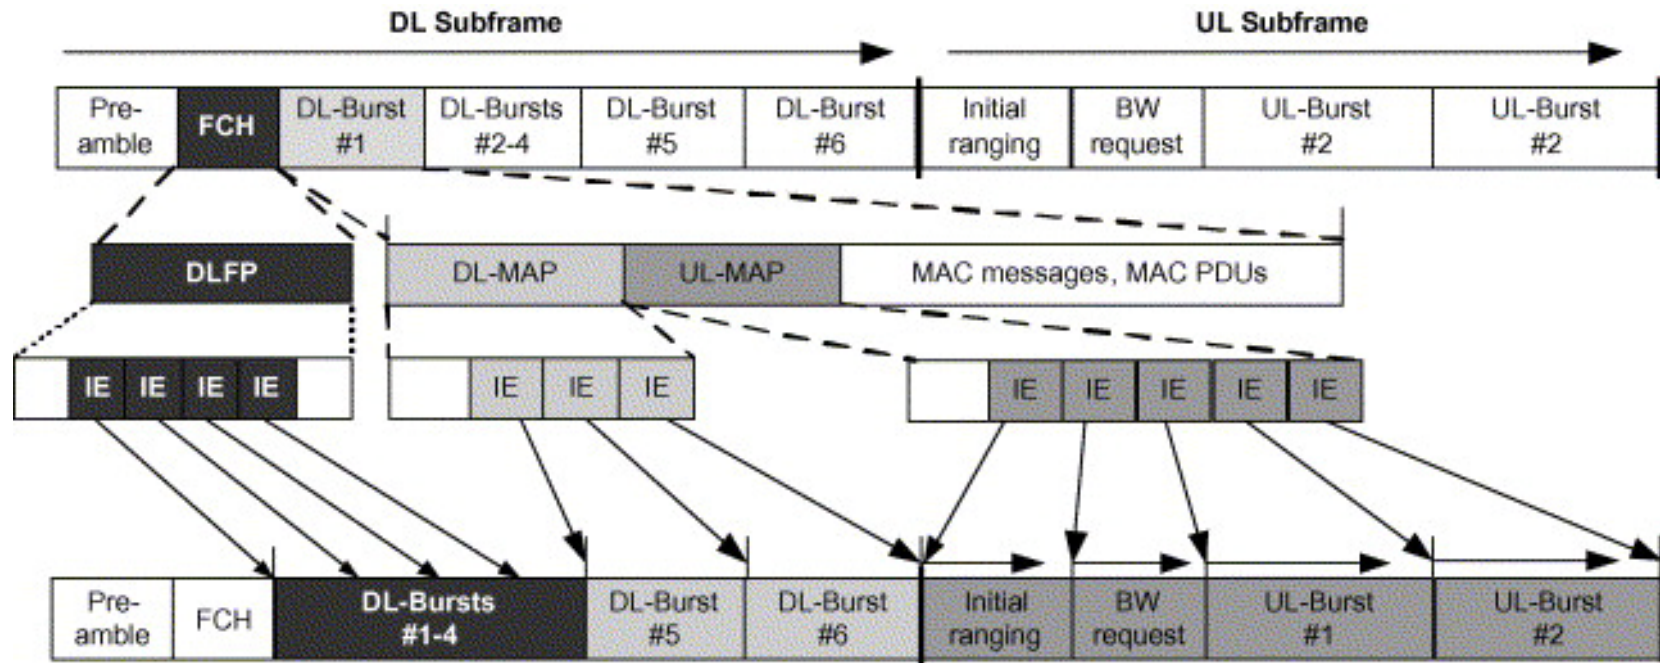 DL Subframe
UL Subframe
Pre-
amble
FCH
DL-Burst
#1
DL-Bursts
#2-4
DL-Burst
#5
DL-Burst
#6
Initial
ranging
BW
request
UL-Burst
#2
UL-Burst
#2
DLFP
DL-MAP
UL-MAP
MAC messages, MAC PDUs
IE
IE
IE
IE
IE
IE
IE
IE
IE
IE
IE
IE
Pre-
amble
FCH
DL-Bursts
#1-4
DL-Burst
#5
DL-Burst
#6
Initial
ranging
BW
request
UL-Burst
#1
UL-Burst
#2